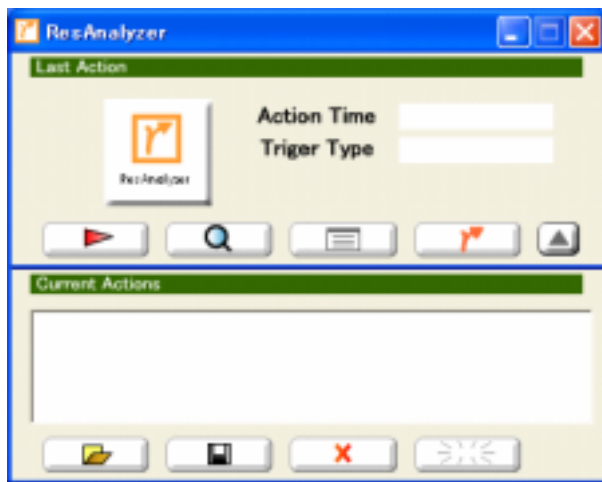 ResAnalyzer
Last Action
Action Time
Triger Type
ResAnalyzer
Current Actions